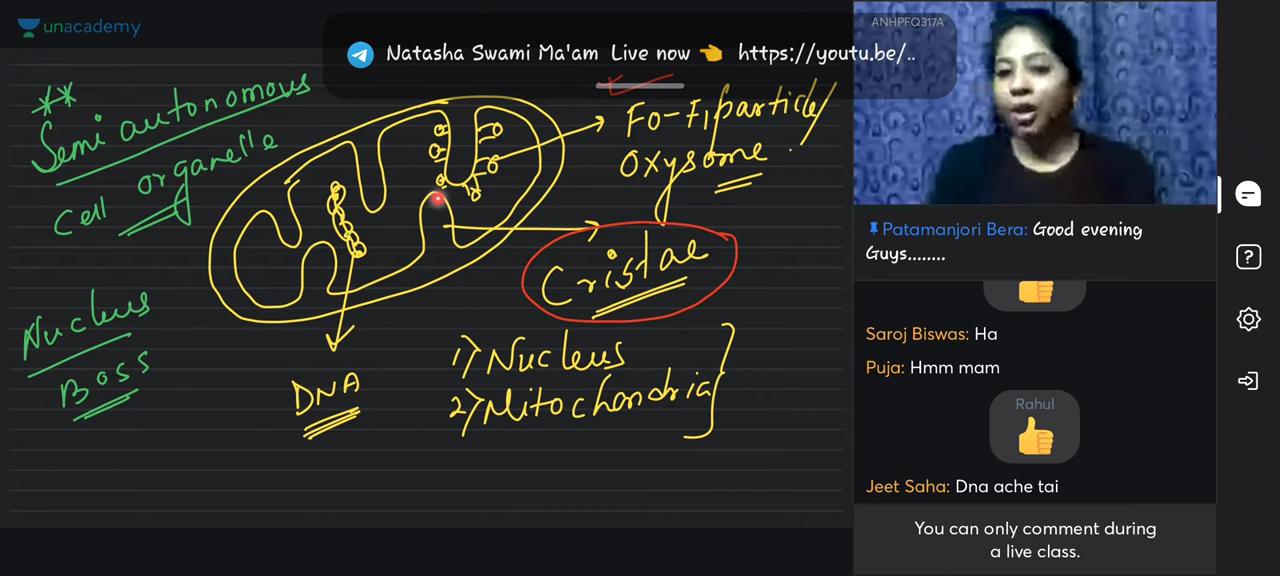 unacademy
Natasha Swami Ma'am Live now 👈 https://youtu.be/..
ANHPFQ317A
**
Semi autonomous
Cell organelle
Fo-F1 particle/
Oxysome.
Cristae
Nucleus
Boss
DNA
1) Nucleus
2) Mitochondria
Patamanjori Bera: Good evening
Guys........
Saroj Biswas: Ha
Puja: Hmm mam
Rahul
👍
Jeet Saha: Dna ache tai
You can only comment during
a live class.